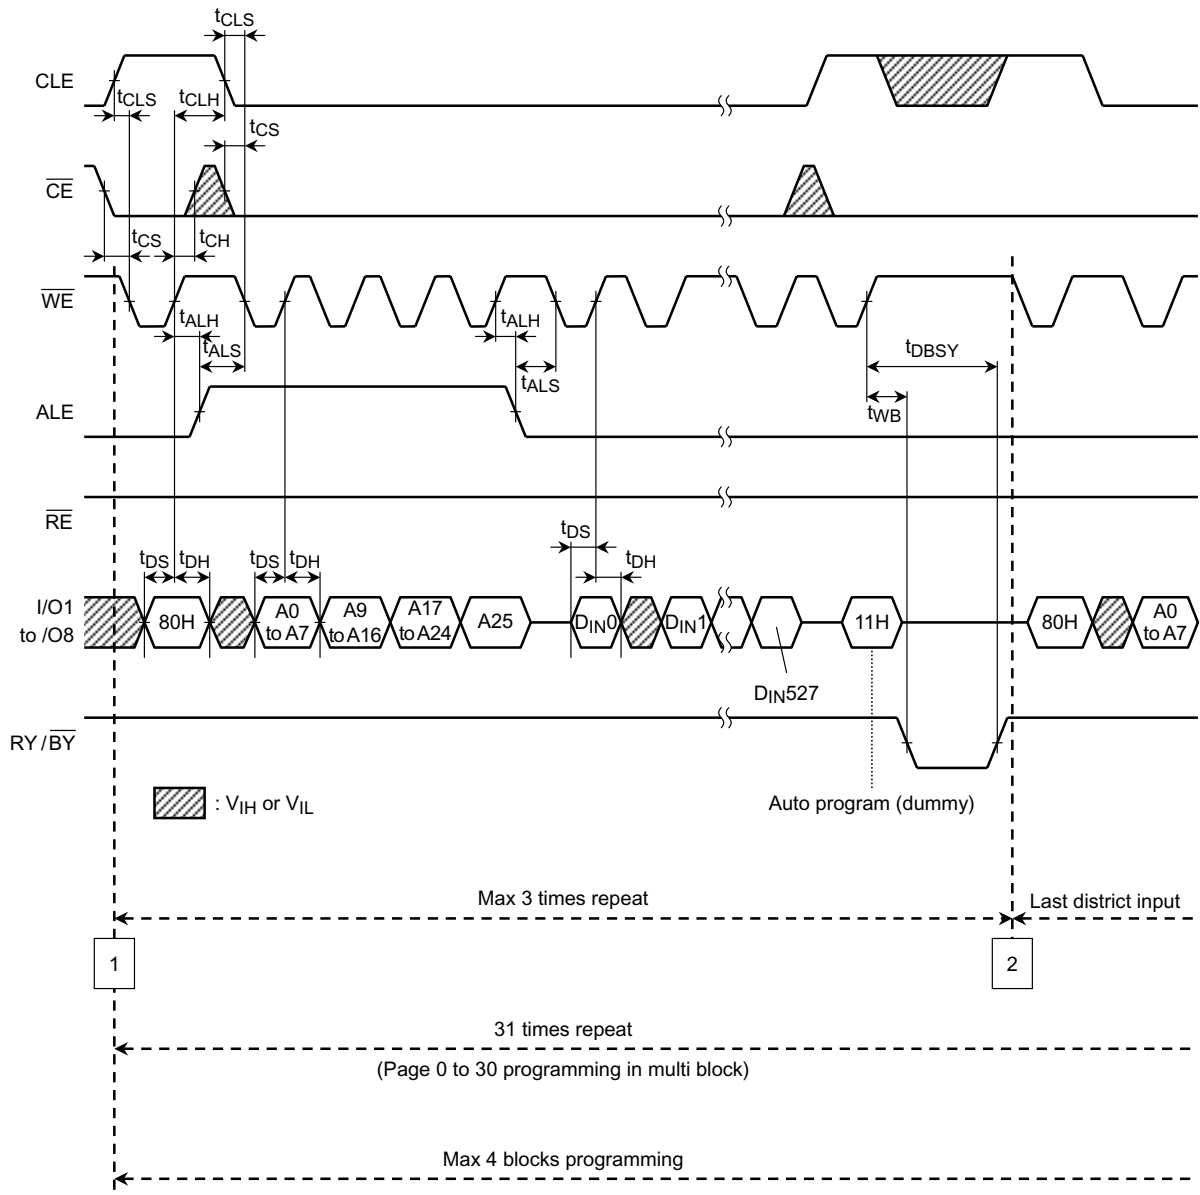 tCLS
CLE
tCLS
tCLH
tCS
CE
tCS
tCH
WE
tALH
tALH
tALS
tDBSY
tALS
ALE
tWB
RE
tDS
tDS
tDH
tDS
tDH
tDH
I/O1
to /O8
80H
A0
to A7
A9
to A16
A17
to A24
A25
DIN0
DIN1
11H
80H
A0
to A7
DIN527
RY/BY
: VIH or VIL
Auto program (dummy)
Max 3 times repeat
Last district input
1
2
31 times repeat
(Page 0 to 30 programming in multi block)
Max 4 blocks programming